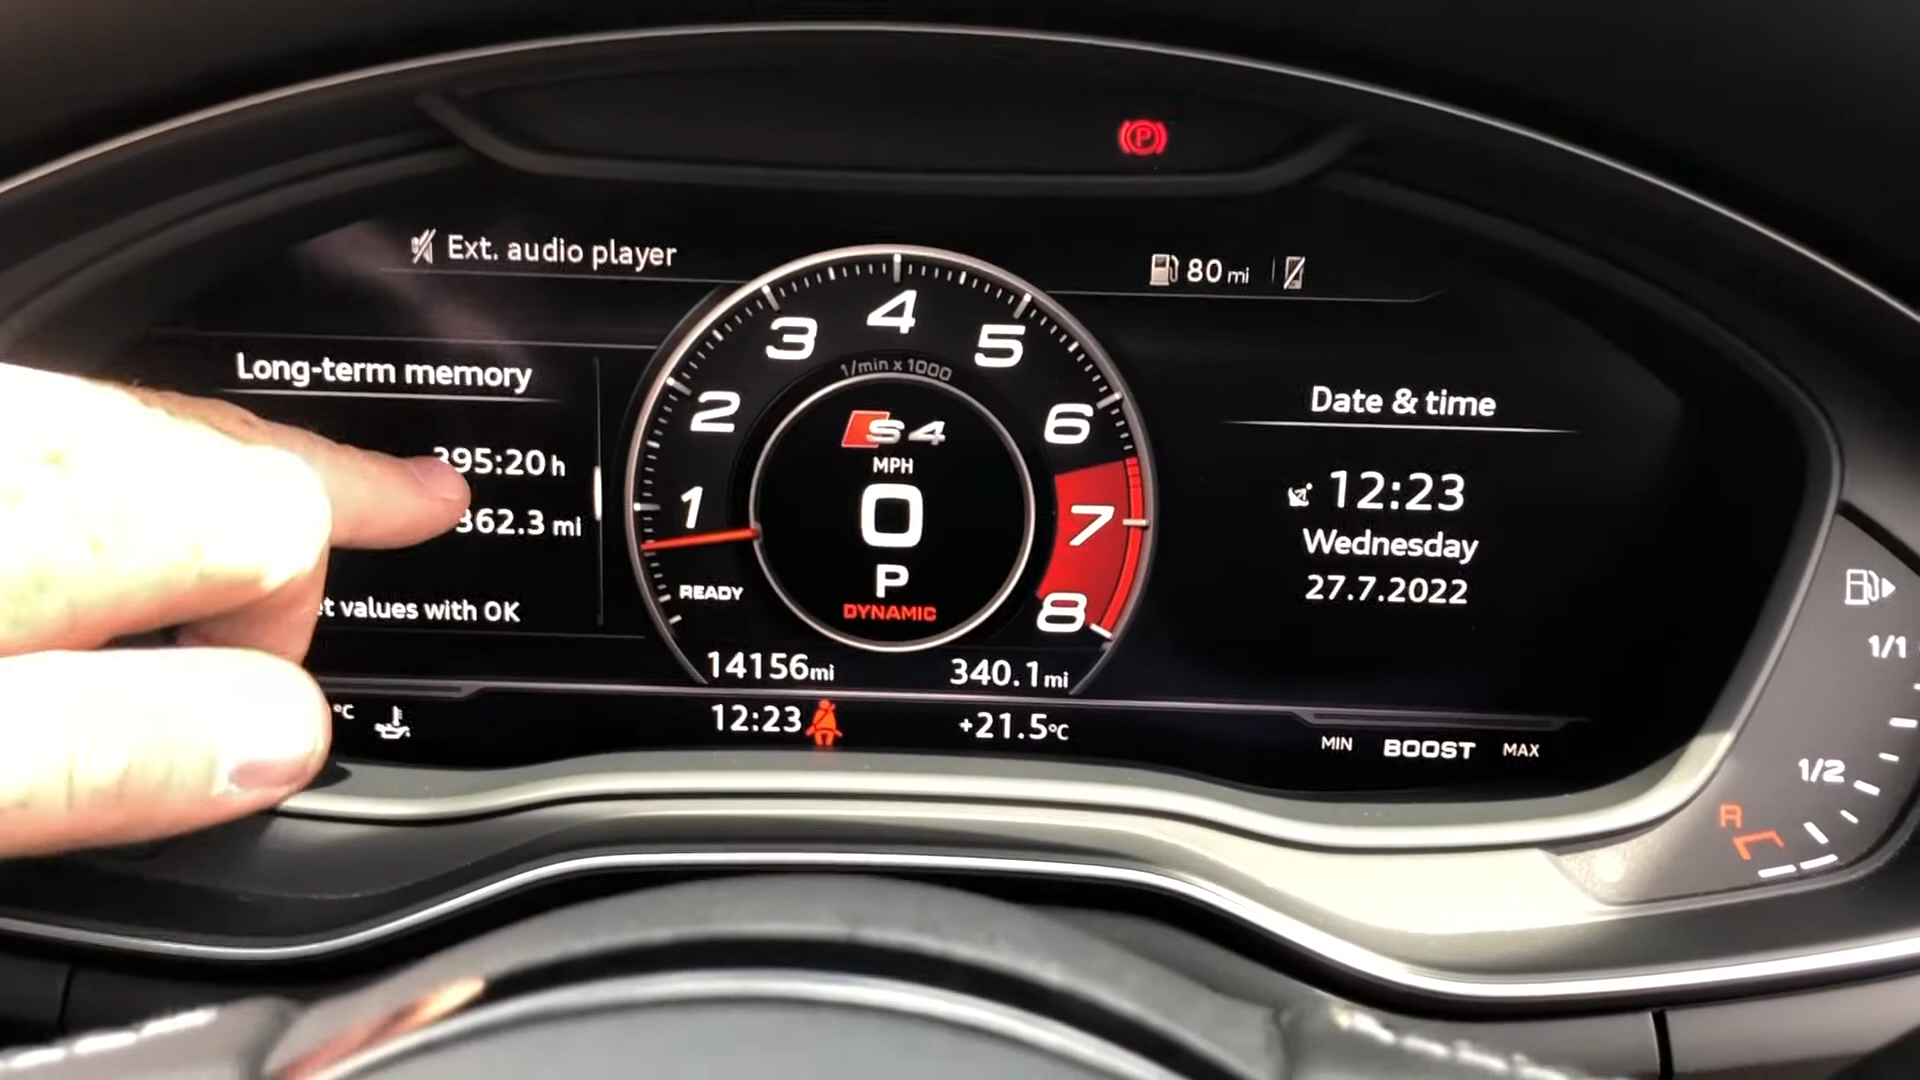 P
Ext. audio player
80 mi
Long-term memory
395:20 h
362.3 mi
values with OK
1
2
3
4
5
6
7
8
1/min x 1000
S4
MPH
0
P
DYNAMIC
READY
14156 mi
340.1 mi
°C
12:23
+21.5°C
Date & time
12:23
Wednesday
27.7.2022
MIN BOOST MAX
1/1
1/2
R